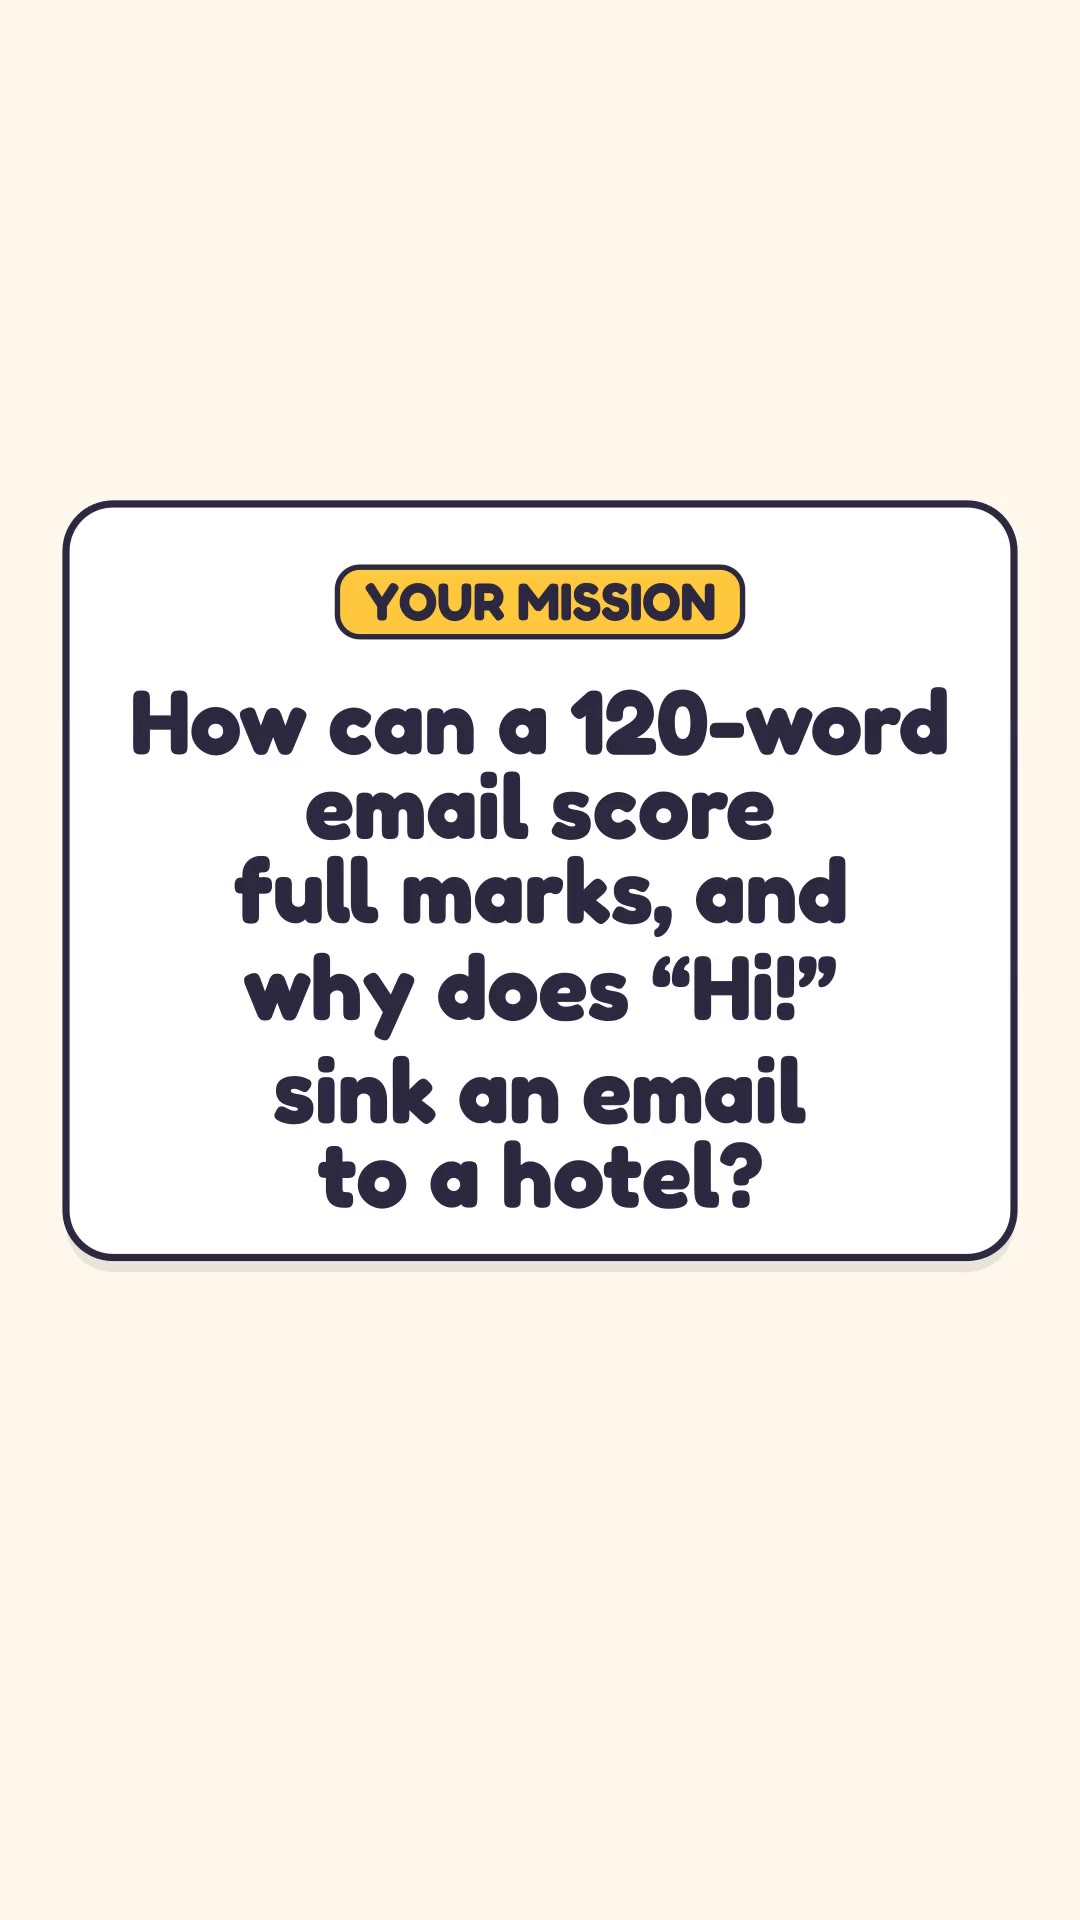 YOUR MISSION
How can a 120-word
email score
full marks, and
why does “Hi!”
sink an email
to a hotel?